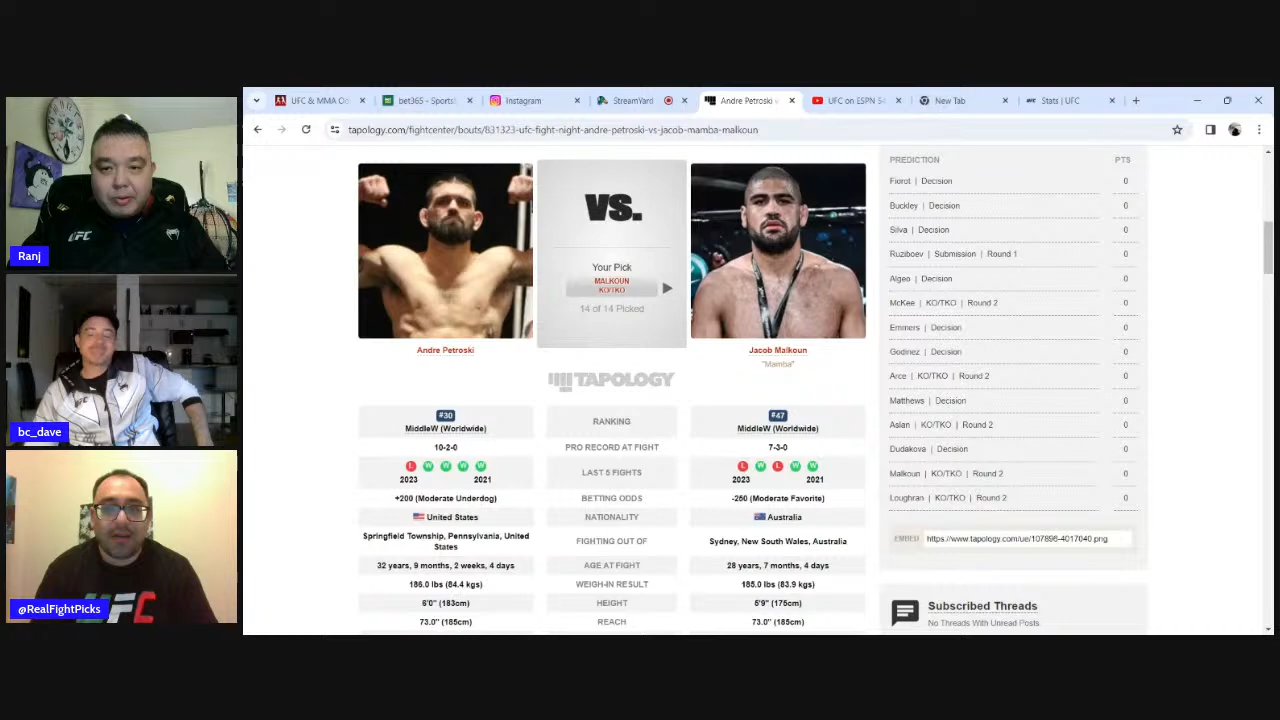 UFC & MMA Od
bet365 - Sportsb
Instagram
StreamYard
Andre Petroski v
UFC on ESPN 54
New Tab
UFC
Stats | UFC
tapology.com/fightcenter/bouts/831323-ufc-fight-night-andre-petroski-vs-jacob-mamba-malkoun
UFC
Ranj
UFC
bc_dave
UFC
@RealFightPicks
VS.
Your Pick
MALKOUN
KO/TKO
14 of 14 Picked
Andre Petroski
Jacob Malkoun
"Mamba"
TAPOLOGY
#30
MiddleW (Worldwide)
RANKING
#47
MiddleW (Worldwide)
10-2-0
PRO RECORD AT FIGHT
7-3-0
L W W W W
2023 2021
LAST 5 FIGHTS
L W L W W
2023 2021
+200 (Moderate Underdog)
BETTING ODDS
-250 (Moderate Favorite)
United States
NATIONALITY
Australia
Springfield Township, Pennsylvania, United
States
FIGHTING OUT OF
Sydney, New South Wales, Australia
32 years, 9 months, 2 weeks, 4 days
AGE AT FIGHT
28 years, 7 months, 4 days
186.0 lbs (84.4 kgs)
WEIGH-IN RESULT
185.0 lbs (83.9 kgs)
6'0" (183cm)
HEIGHT
5'9" (175cm)
73.0" (185cm)
REACH
73.0" (185cm)
PREDICTION PTS
Fiorot | Decision 0
Buckley | Decision 0
Silva | Decision 0
Ruziboev | Submission | Round 1 0
Algeo | Decision 0
McKee | KO/TKO | Round 2 0
Emmers | Decision 0
Godinez | Decision 0
Arce | KO/TKO | Round 2 0
Matthews | Decision 0
Aslan | KO/TKO | Round 2 0
Dudakova | Decision 0
Malkoun | KO/TKO | Round 2 0
Loughran | KO/TKO | Round 2 0
EMBED https://www.tapology.com/ue/107896-4017040.png
Subscribed Threads
No Threads With Unread Posts